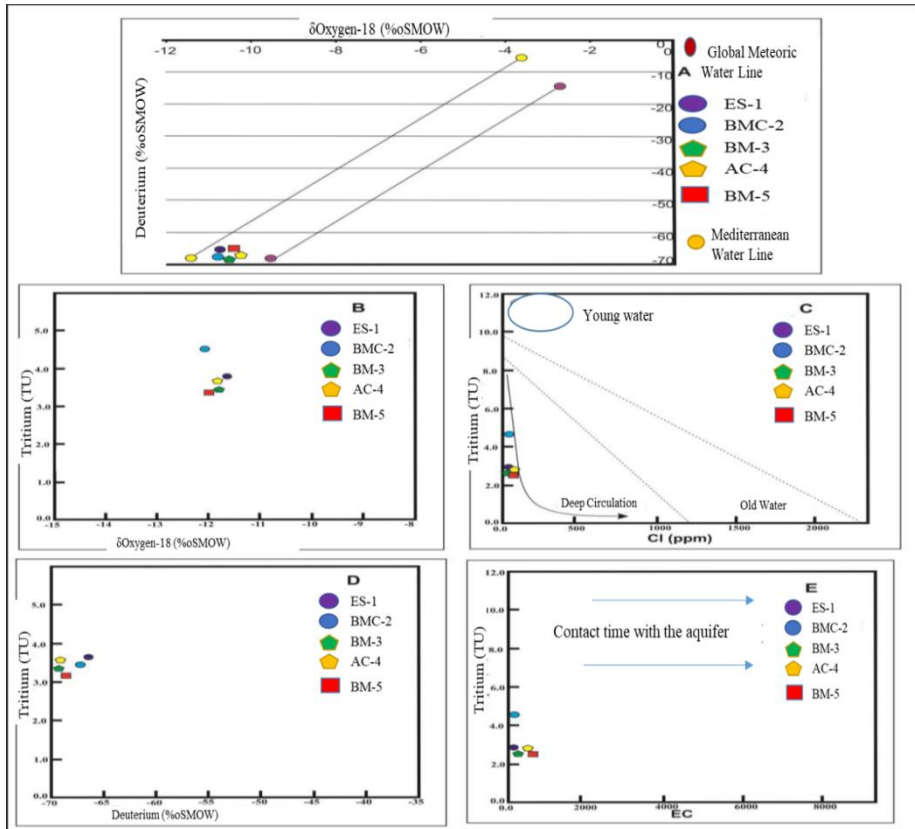 δOxygen-18 (%oSMOW)
-12 -10 -8 -6 -4 -2 0
0
-10
-20
-30
-40
-50
-60
-70
Deuterium (%oSMOW)
Global Meteoric
A Water Line
ES-1
BMC-2
BM-3
AC-4
BM-5
Mediterranean
Water Line
B
5.0
4.0
3.0
2.0
1.0
0.0
Tritium (TU)
ES-1
BMC-2
BM-3
AC-4
BM-5
-15 -14 -13 -12 -11 -10 -9 -8
δOxygen-18 (%oSMOW)
C
12.0
10.0
8.0
6.0
4.0
2.0
0.0
Tritium (TU)
Young water
ES-1
BMC-2
BM-3
AC-4
BM-5
Deep Circulation
Old Water
500 1000 1500 2000
Cl (ppm)
D
5.0
4.0
3.0
2.0
1.0
0.0
Tritium (TU)
ES-1
BMC-2
BM-3
AC-4
BM-5
-70 -65 -60 -55 -50 -45 -40 -35
Deuterium (%oSMOW)
E
12.0
10.0
8.0
6.0
4.0
2.0
0.0
Tritium (TU)
Contact time with the aquifer
ES-1
BMC-2
BM-3
AC-4
BM-5
2000 4000 6000 8000
EC